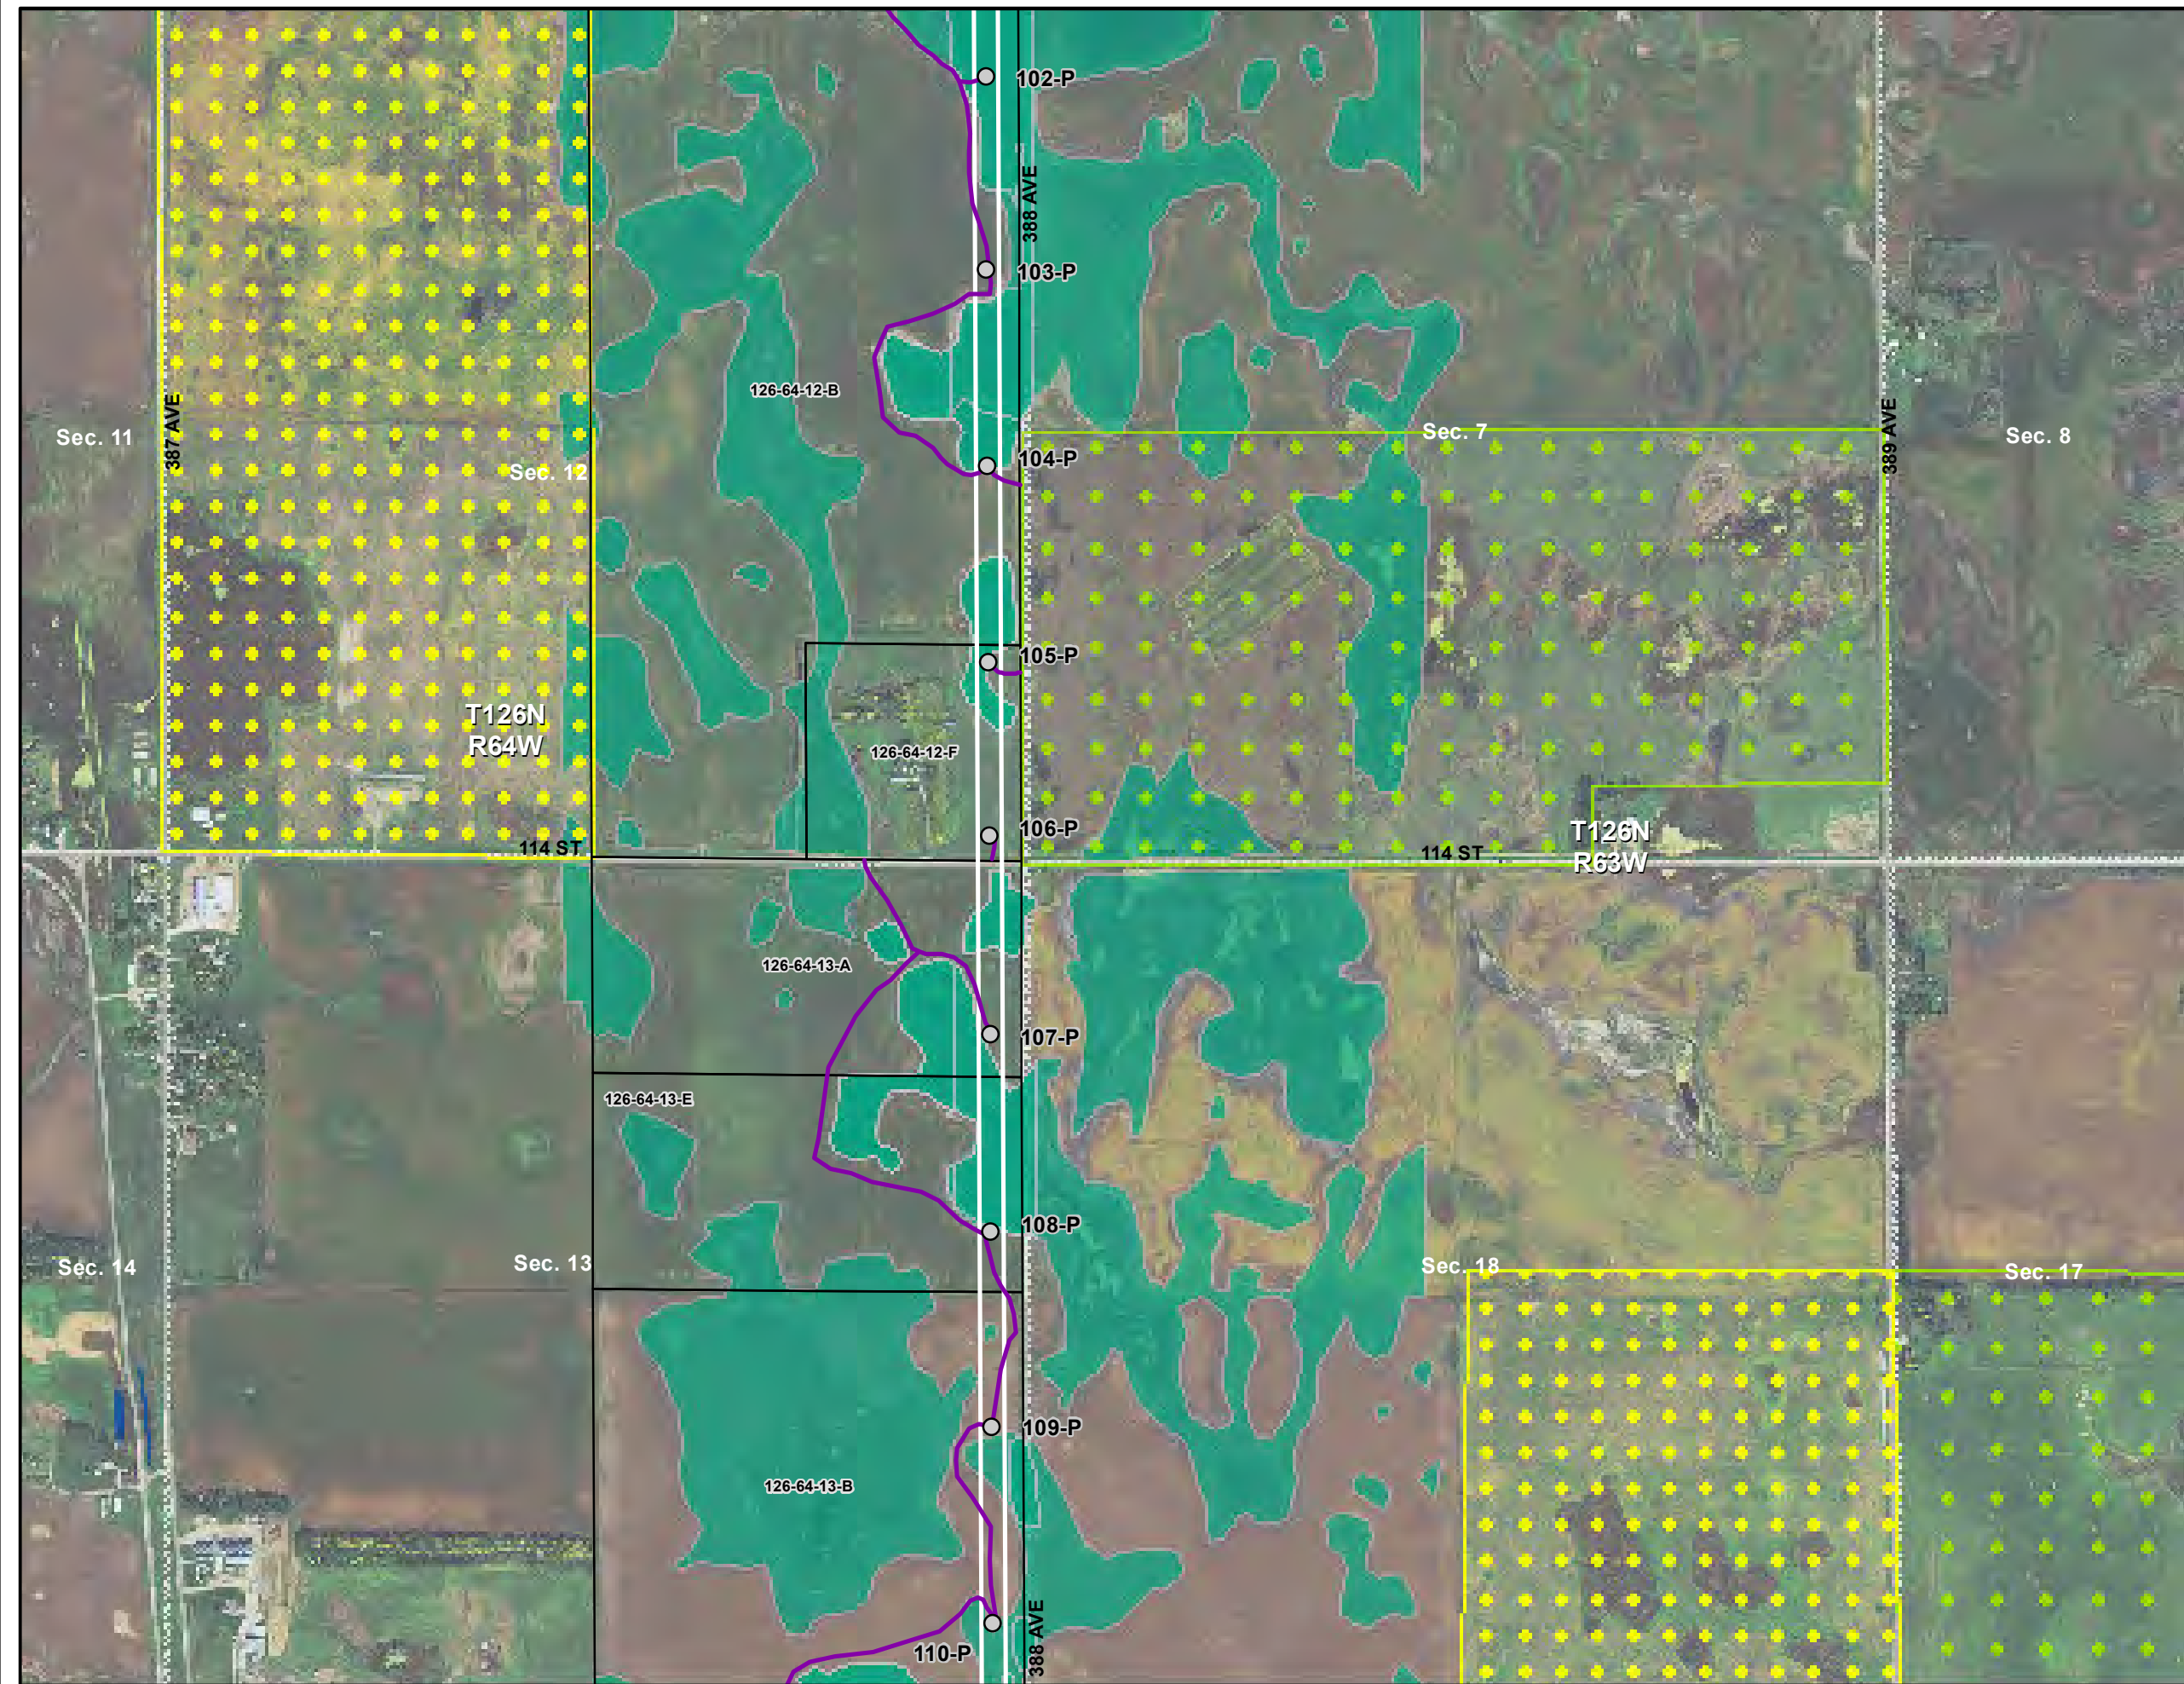 102-P
388 AVE
103-P
126-64-12-B
387 AVE
Sec. 11
Sec. 12
104-P
Sec. 7
389 AVE
Sec. 8
105-P
T126N
R64W
126-64-12-F
106-P
114 ST
114 ST
T126N
R63W
126-64-13-A
107-P
126-64-13-E
108-P
Sec. 14
Sec. 13
Sec. 18
Sec. 17
109-P
126-64-13-B
110-P
388 AVE